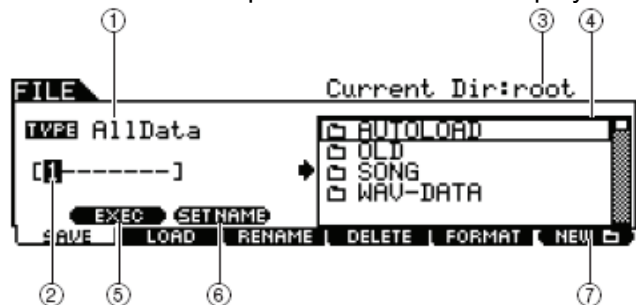 ① ③ ④
FILE Current Dir:root
TYPE AllData
[1-------]
AUTOLOAD
OLD
SONG
WAV-DATA
EXEC SETNAME
SAVE LOAD RENAME DELETE FORMAT NEW
② ⑤ ⑥ ⑦